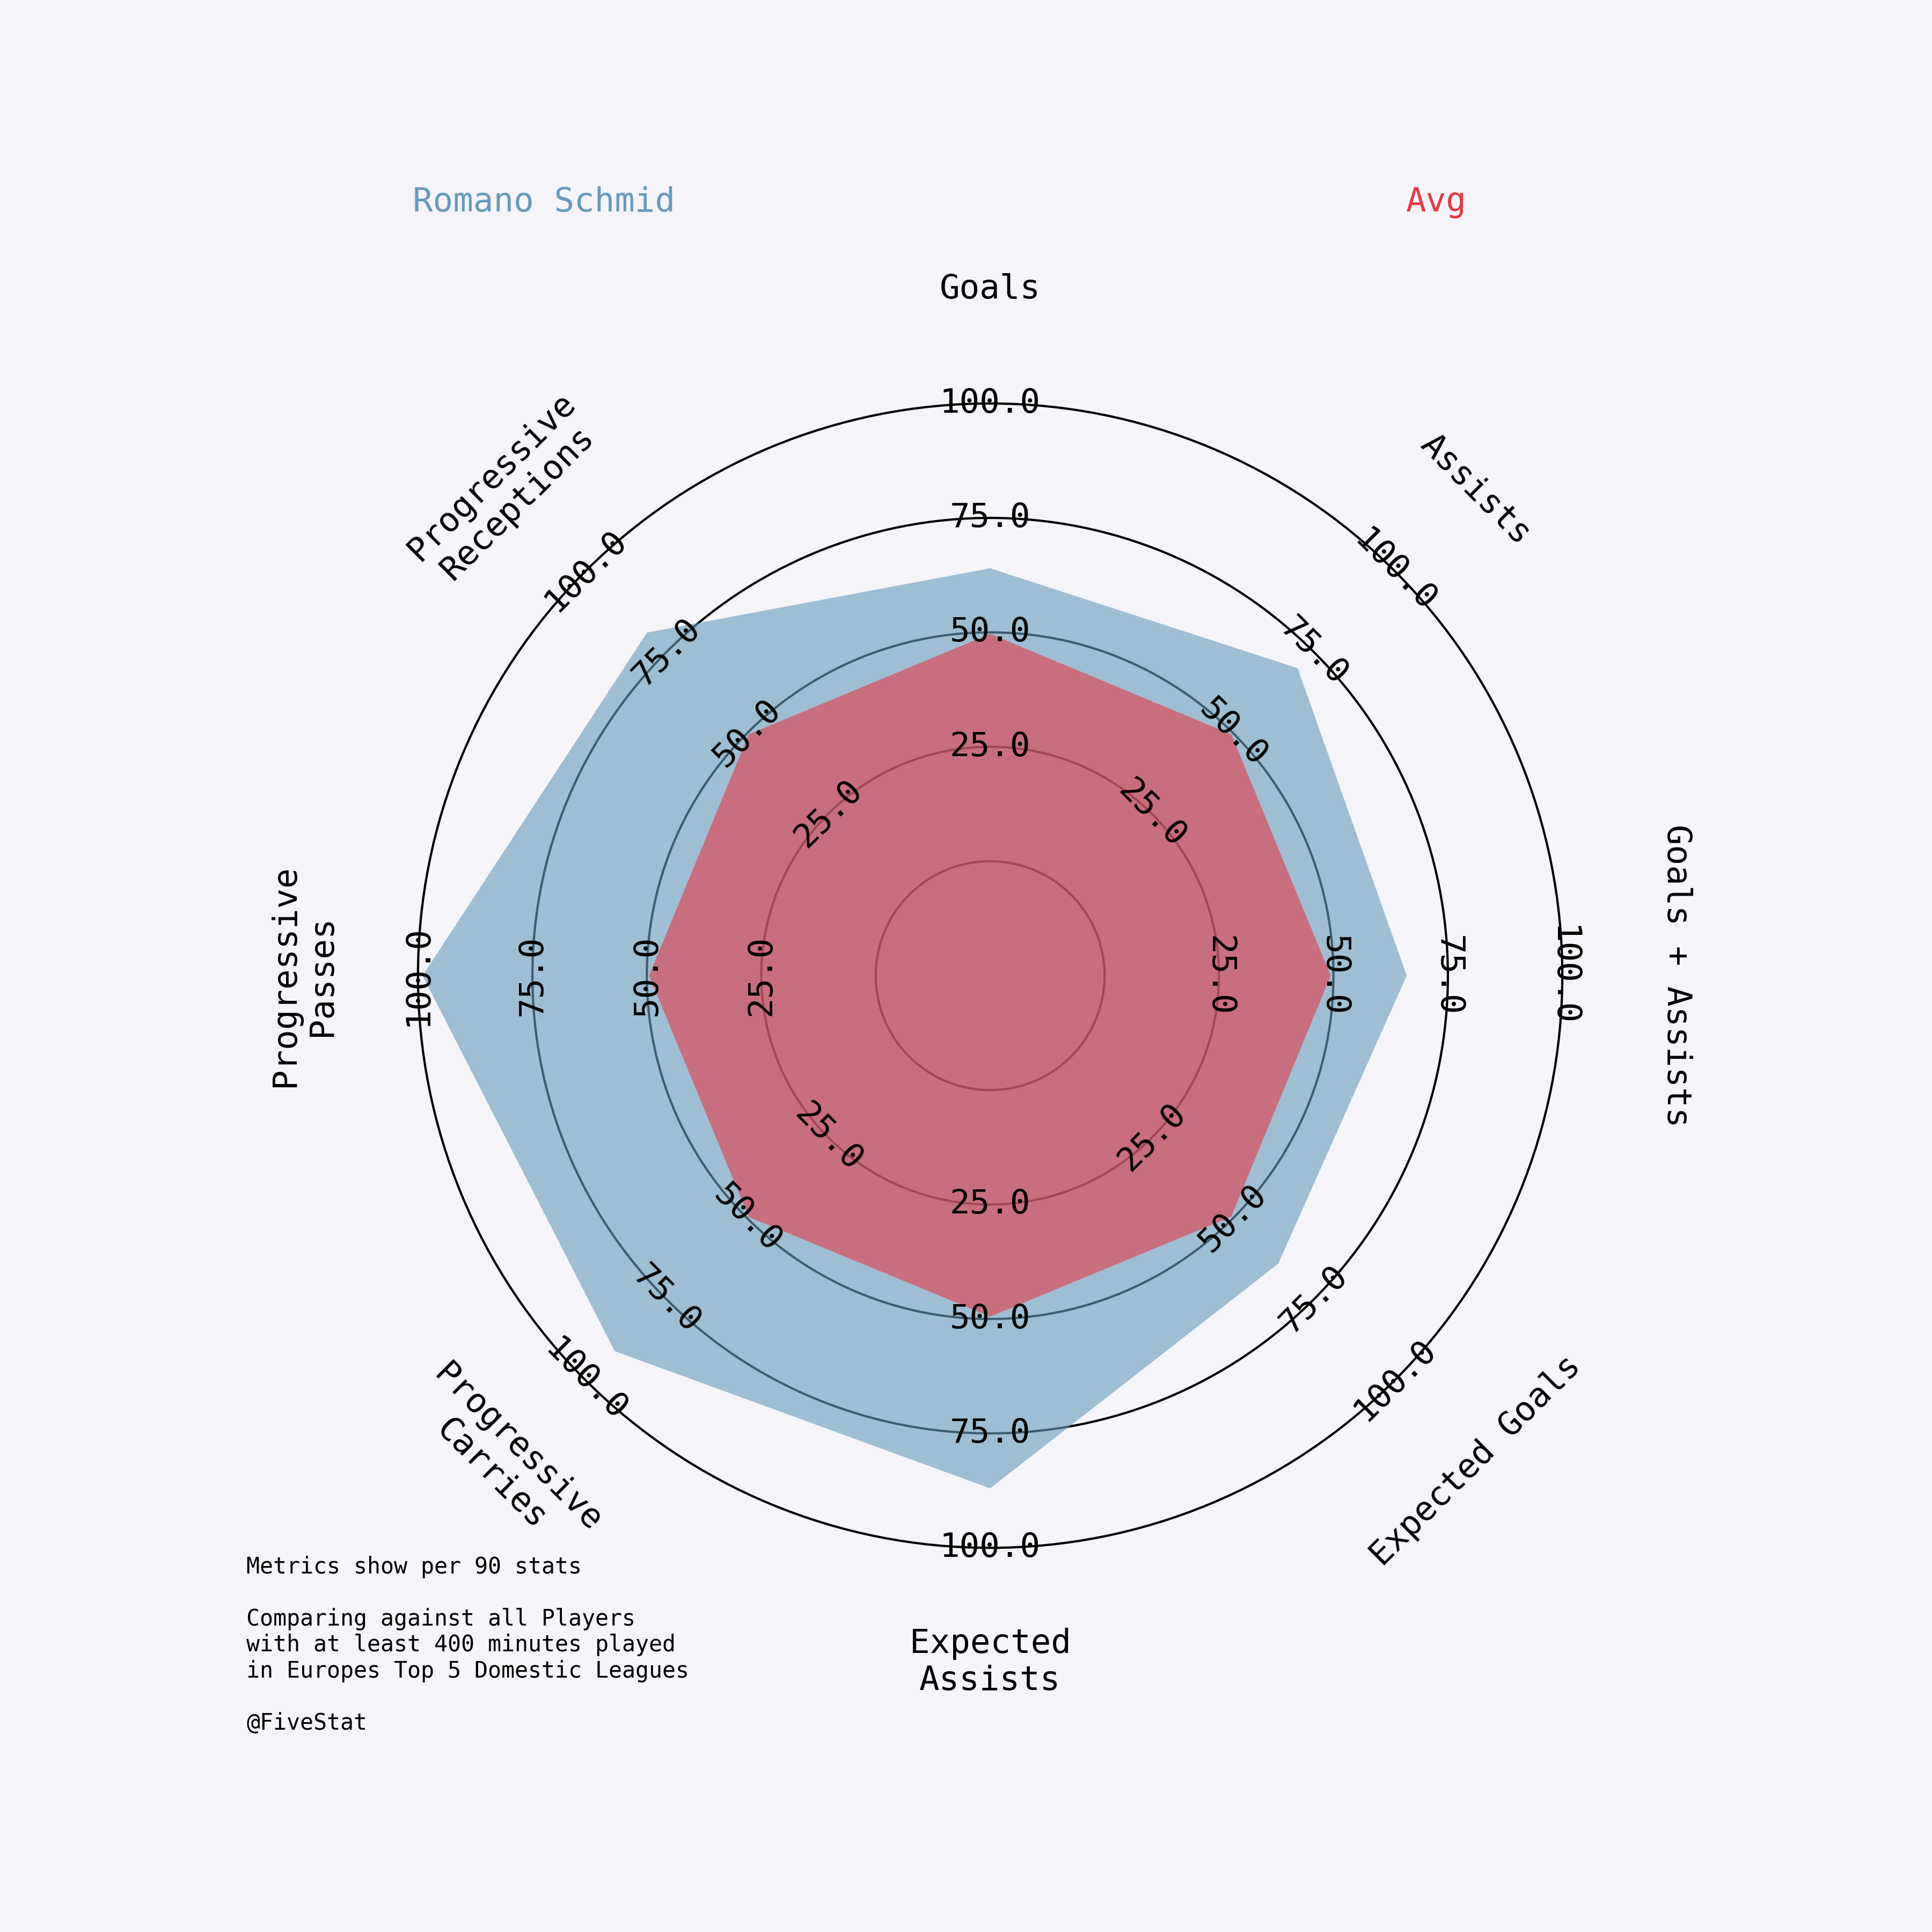 Romano Schmid
Avg
Goals
Assists
Goals + Assists
Expected Goals
Expected
Assists
Progressive
Carries
Progressive
Passes
Progressive
Receptions
25.0
50.0
75.0
100.0
25.0
50.0
75.0
100.0
25.0
50.0
75.0
100.0
25.0
50.0
75.0
100.0
25.0
50.0
75.0
100.0
25.0
50.0
75.0
100.0
25.0
50.0
75.0
100.0
25.0
50.0
75.0
100.0
Metrics show per 90 stats
Comparing against all Players
with at least 400 minutes played
in Europes Top 5 Domestic Leagues
@FiveStat